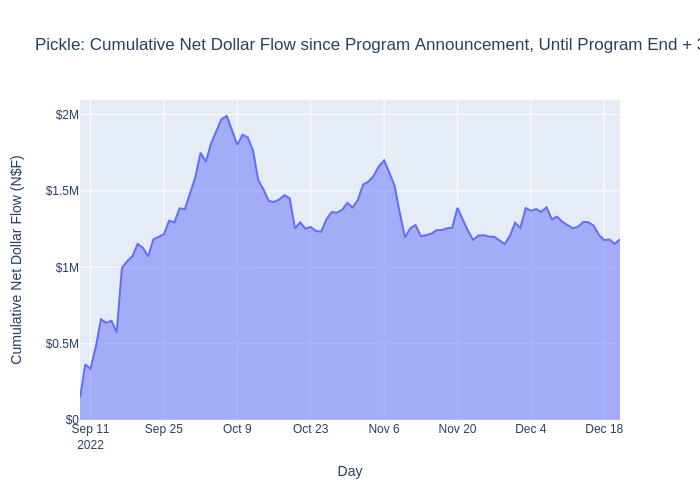 Pickle: Cumulative Net Dollar Flow since Program Announcement, Until Program End +
Cumulative Net Dollar Flow (N$F)
$2M
$1.5M
$1M
$0.5M
$0
Sep 11
2022
Sep 25
Oct 9
Oct 23
Nov 6
Nov 20
Dec 4
Dec 18
Day